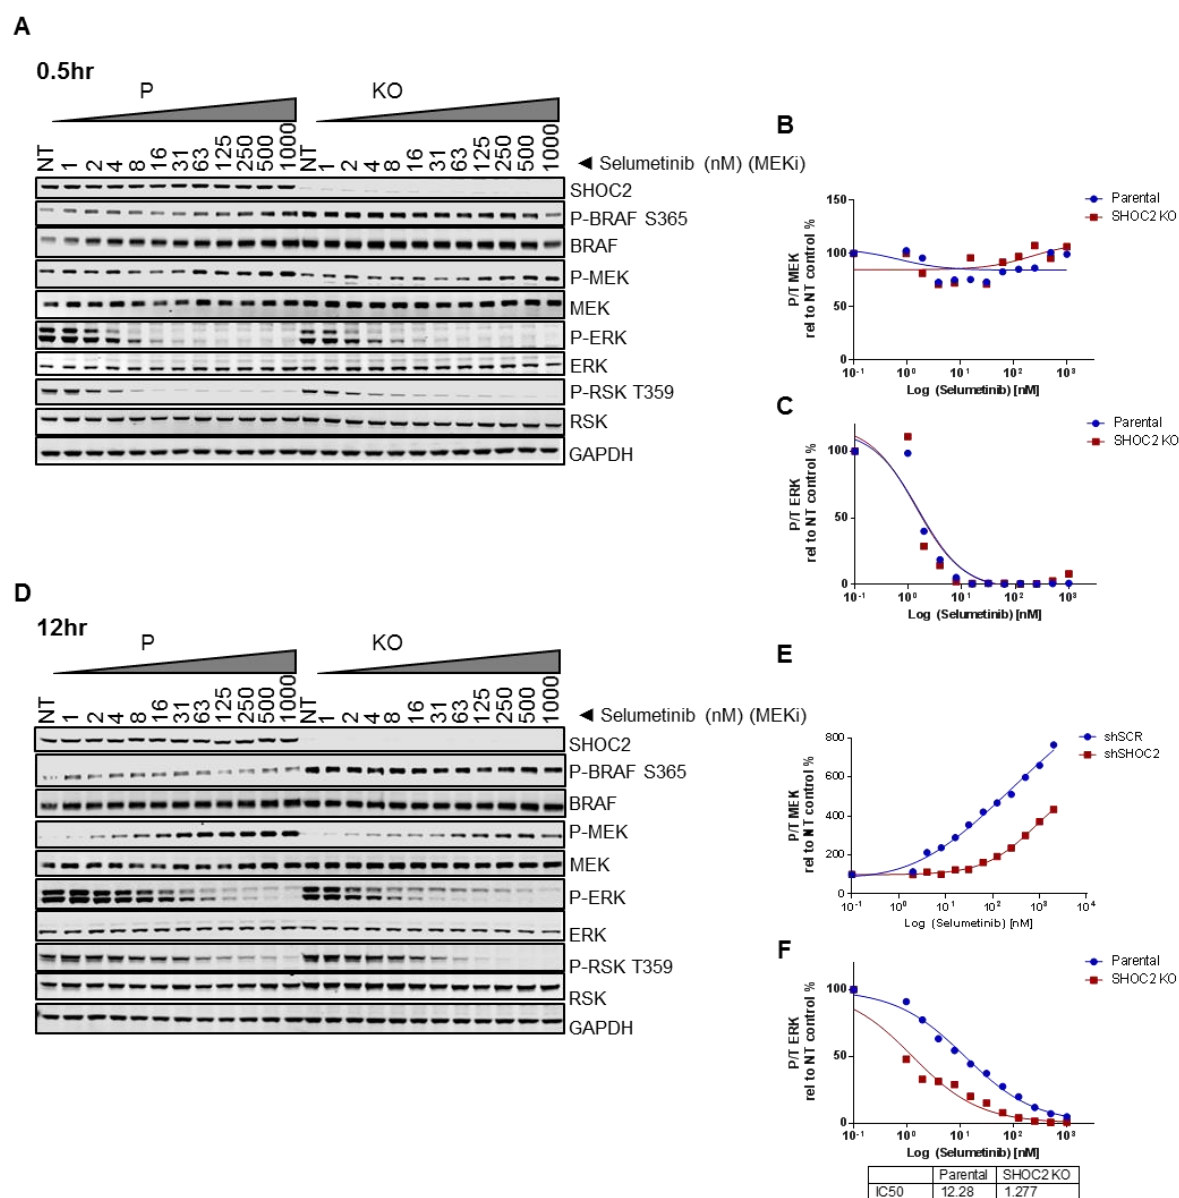 A
0.5hr
P KO
NT 1 2 4 8 16 31 63 125 250 500 1000 NT 1 2 4 8 16 31 63 125 250 500 1000
◄ Selumetinib (nM) (MEKi)
SHOC2
P-BRAF S365
BRAF
P-MEK
MEK
P-ERK
ERK
P-RSK T359
RSK
GAPDH
B
Parental
SHOC2 KO
P/T MEK
rel to NT control %
150
100
50
0
10-1 100 101 102 103
Log (Selumetinib) [nM]
C
Parental
SHOC2 KO
P/T ERK
rel to NT control %
100
50
0
10-1 100 101 102 103
Log (Selumetinib) [nM]
D
12hr
P KO
NT 1 2 4 8 16 31 63 125 250 500 1000 NT 1 2 4 8 16 31 63 125 250 500 1000
◄ Selumetinib (nM) (MEKi)
SHOC2
P-BRAF S365
BRAF
P-MEK
MEK
P-ERK
ERK
P-RSK T359
RSK
GAPDH
E
shSCR
shSHOC2
P/T MEK
rel to NT control %
800
600
400
200
0
10-1 100 101 102 103 104
Log (Selumetinib) [nM]
F
Parental
SHOC2 KO
P/T ERK
rel to NT control %
100
50
0
10-1 100 101 102 103
Log (Selumetinib) [nM]
Parental SHOC2 KO
IC50 12.28 1.277